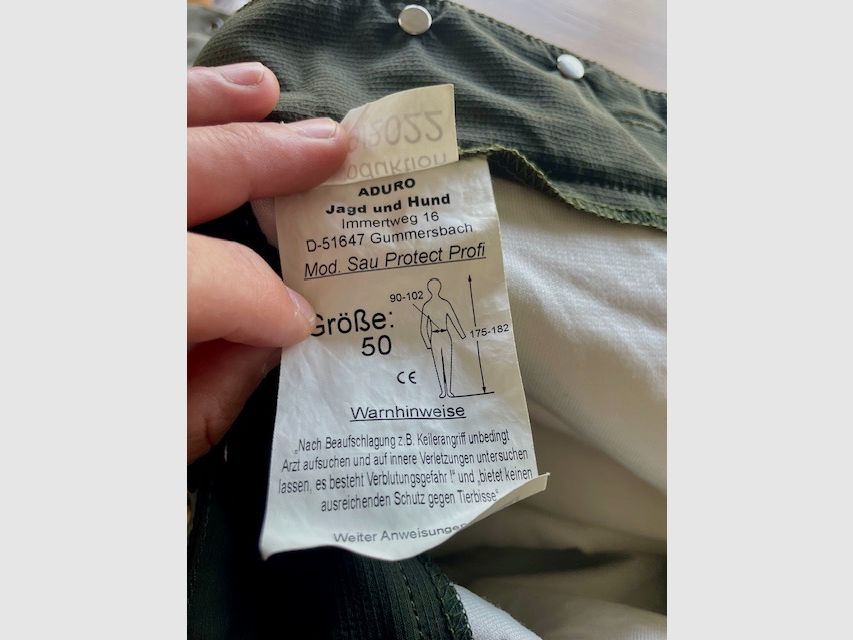 ADURO
Jagd und Hund
Immertweg 16
D-51647 Gummersbach
Mod. Sau Protect Profi
90-102
Größe:
175-182
50
CE
Warnhinweise
„Nach Beaufschlagung z.B. Keilerangriff unbedingt
Arzt aufsuchen und auf innere Verletzungen untersuchen
lassen, es besteht Verblutungsgefahr !“ und „bietet keinen
ausreichenden Schutz gegen Tierbisse“
Weiter Anweisungen